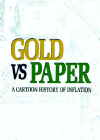 GOLD
VS PAPER
A CARTOON HISTORY OF INFLATION